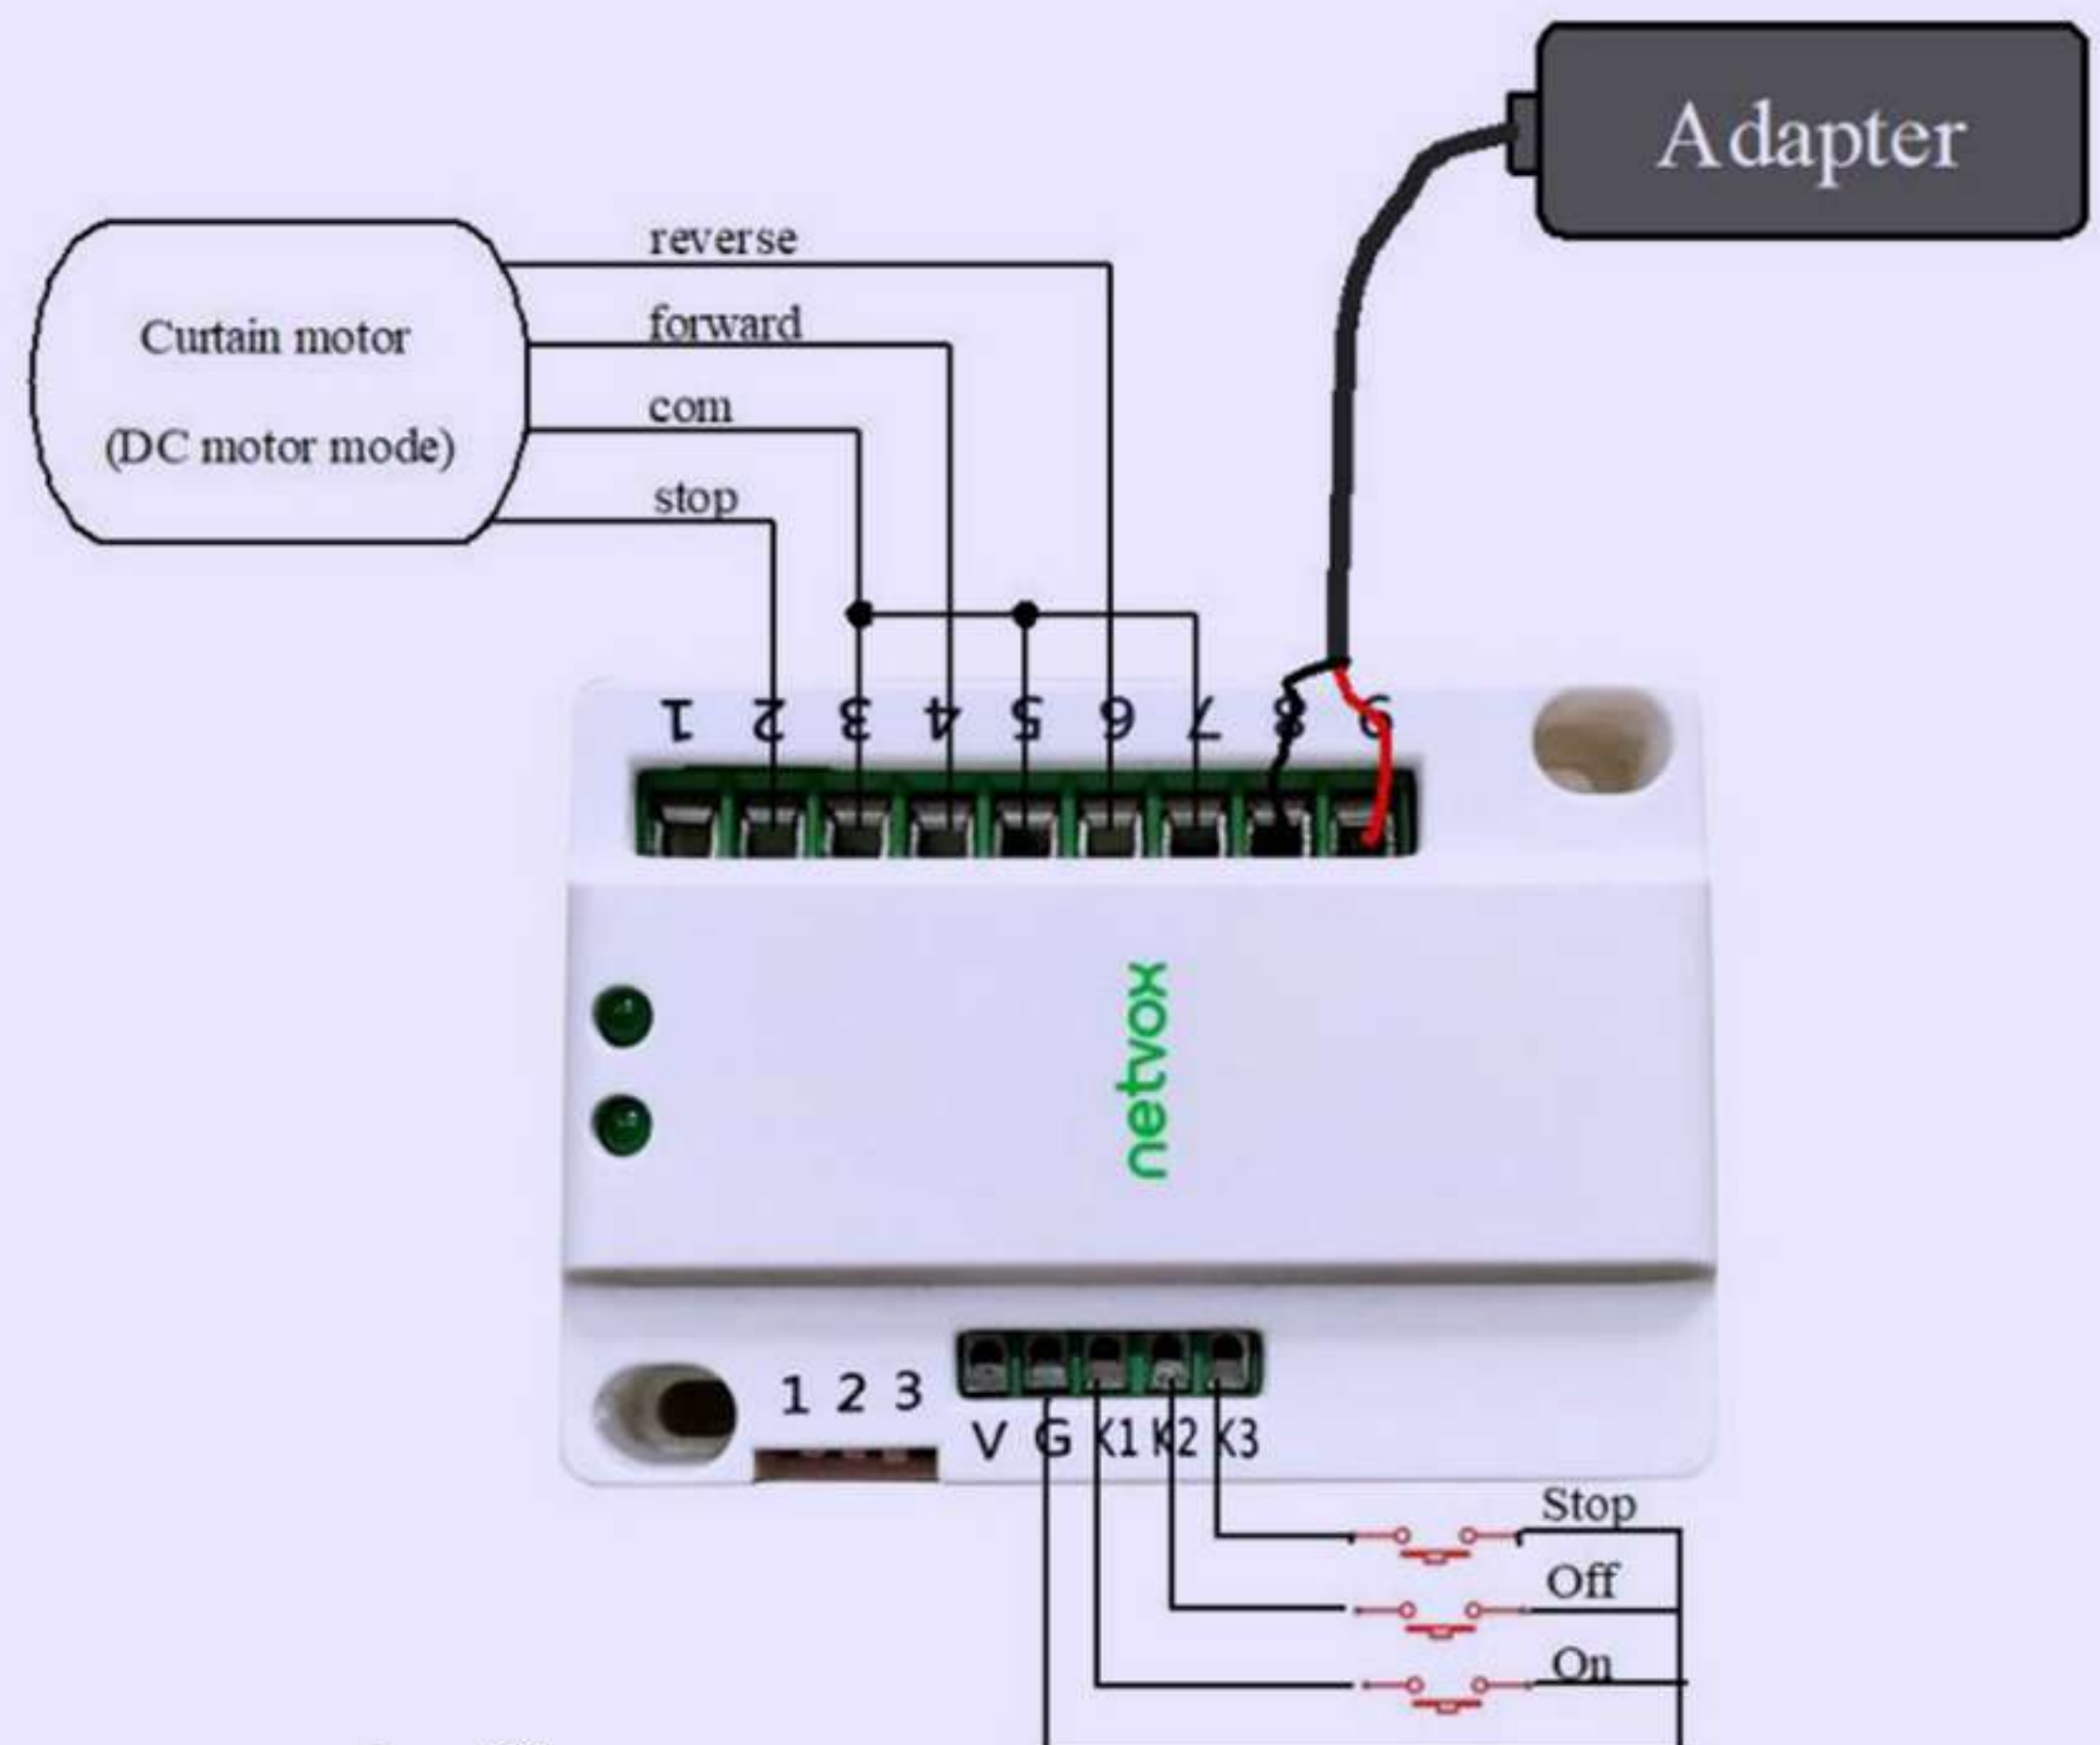 Adapter
reverse
forward
Curtain motor
com
(DC motor mode)
stop
1 2 3 4 5 6 7 8 9
netvox
1 2 3
V G K1 K2 K3
Stop
Off
On